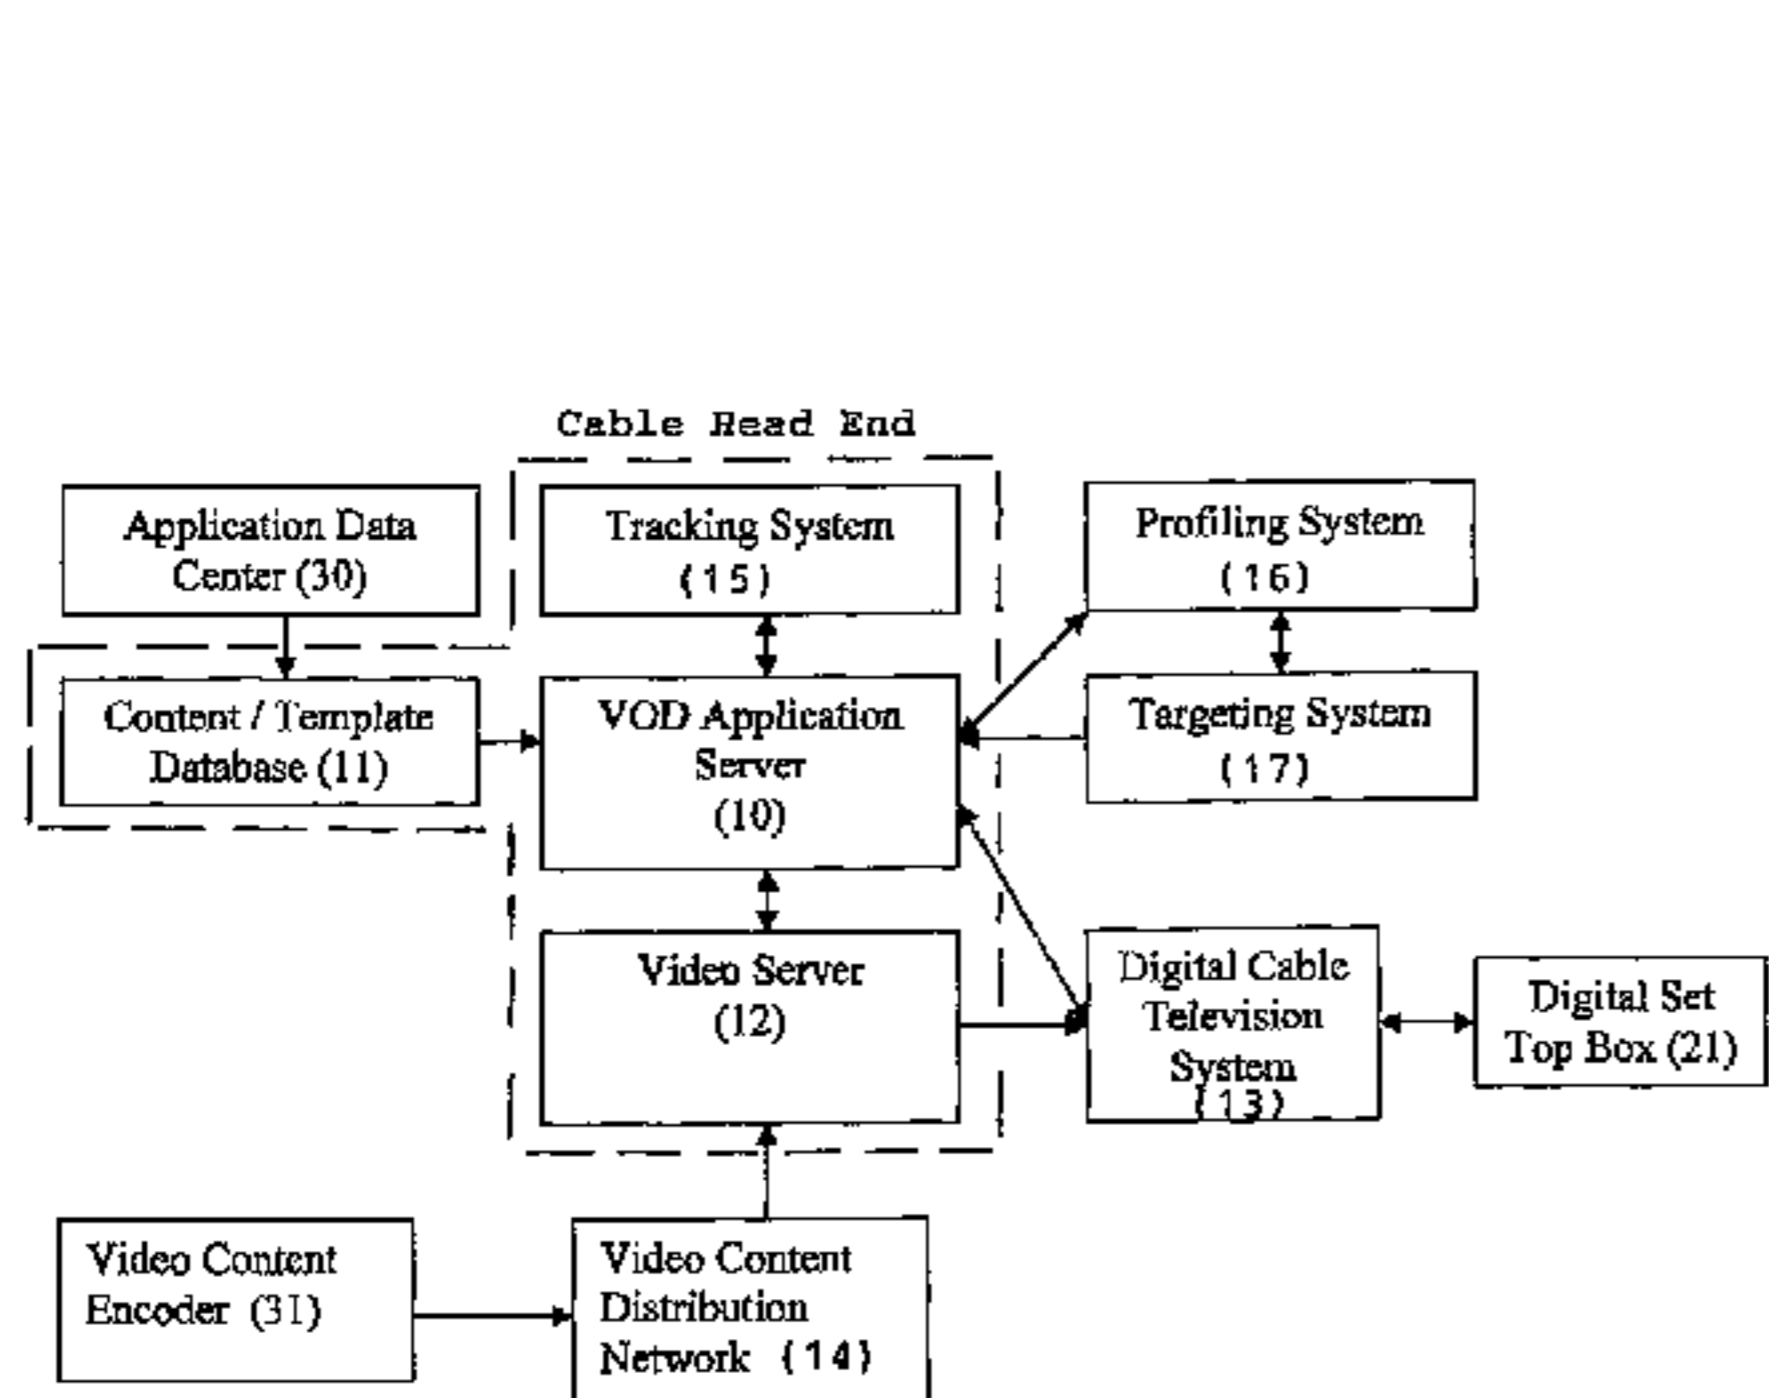 Cable Head End
Application Data
Center (30)
Tracking System
(15)
Profiling System
(16)
Content / Template
Database (11)
VOD Application
Server
(10)
Targeting System
(17)
Video Server
(12)
Digital Cable
Television
System
(13)
Digital Set
Top Box (21)
Video Content
Encoder (31)
Video Content
Distribution
Network (14)